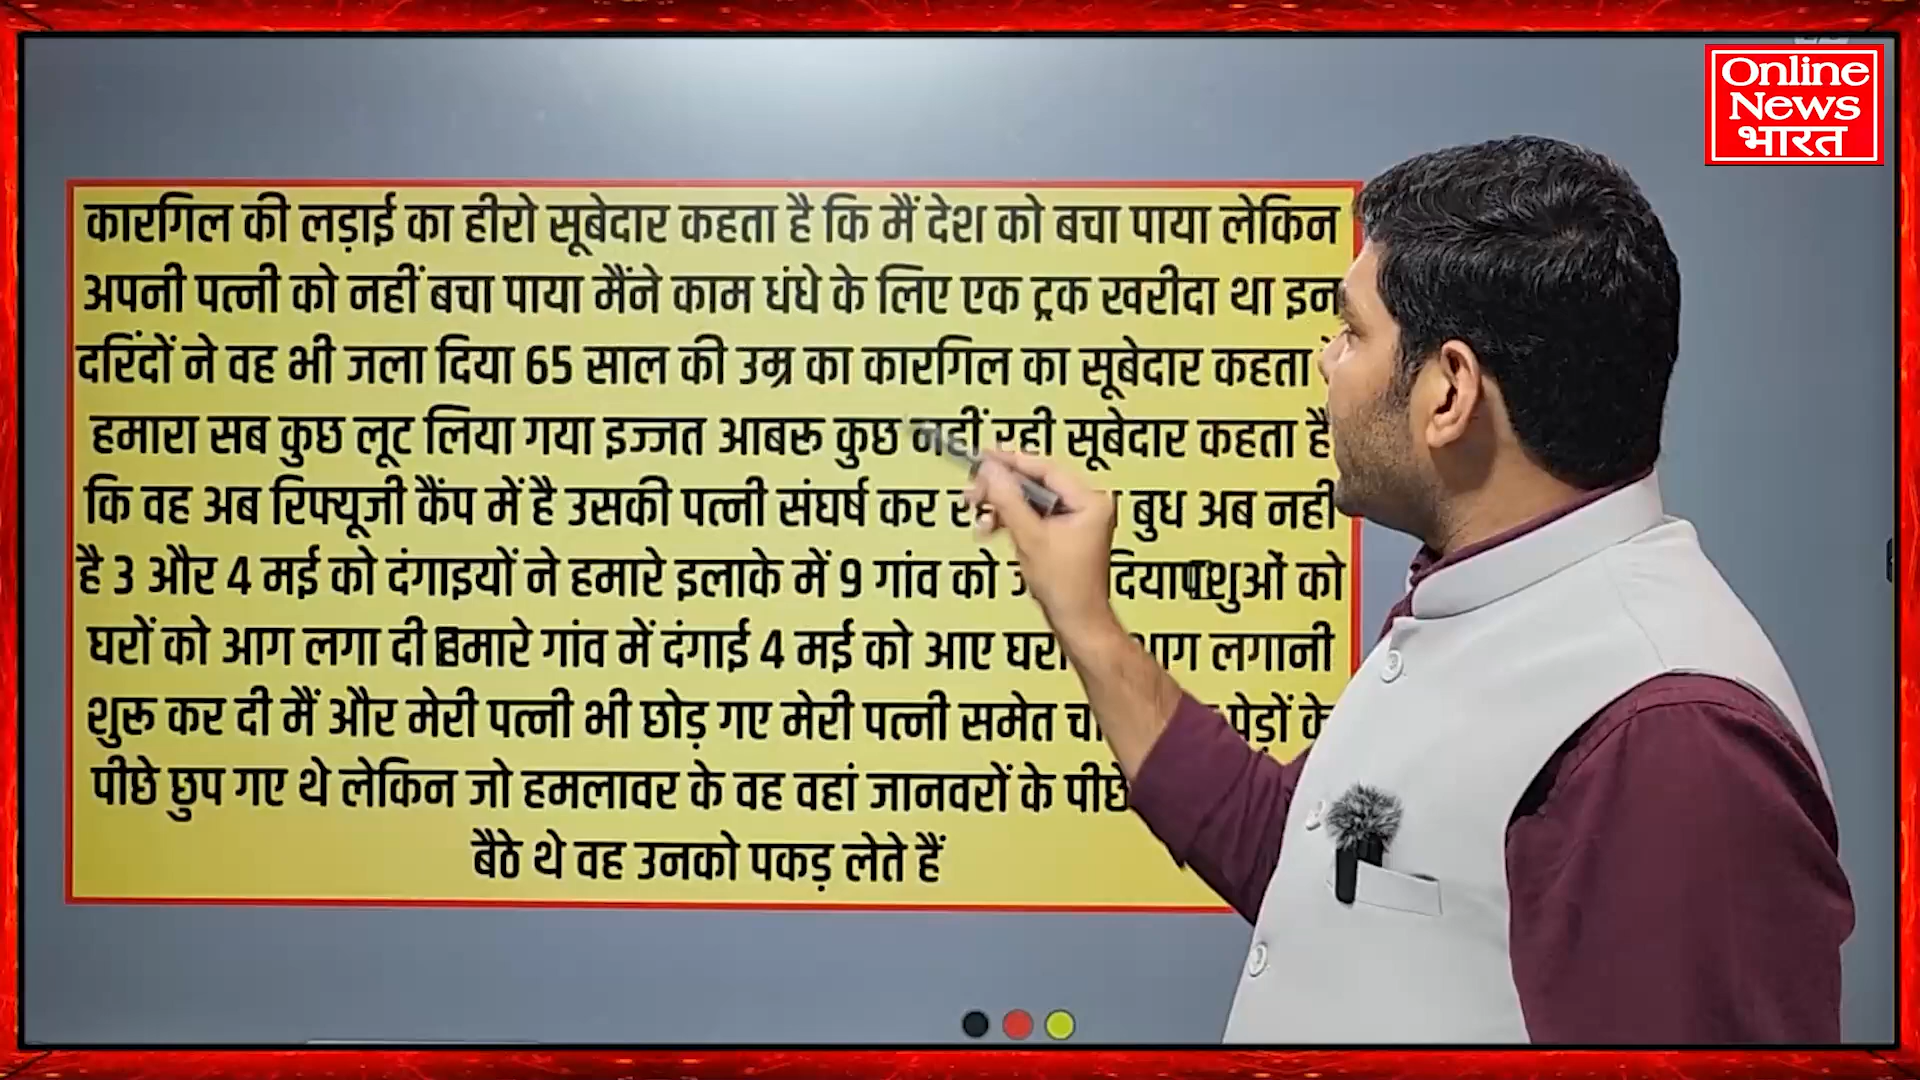 Online
News
भारत
कारगिल की लड़ाई का हीरो सूबेदार कहता है कि मैं देश को बचा पाया लेकिन
अपनी पत्नी को नहीं बचा पाया मैंने काम धंधे के लिए एक ट्रक खरीदा था इन
दरिंदों ने वह भी जला दिया 65 साल की उम्र का कारगिल का सूबेदार कहता
हमारा सब कुछ लूट लिया गया इज्जत आबरू कुछ नहीं रही सूबेदार कहता है
कि वह अब रिफ्यूजी कैंप में है उसकी पत्नी संघर्ष कर बुध अब नही
है 3 और 4 मई को दंगाइयों ने हमारे इलाके में 9 गांव को दिया पशुओं को
घरों को आग लगा दी हमारे गांव में दंगाई 4 मई को आए लगानी
शुरू कर दी मैं और मेरी पत्नी भी छोड़ गए मेरी पत्नी समेत पेड़ों के
पीछे छुप गए थे लेकिन जो हमलावर के वह वहां जानवरों के पीछे
बैठे थे वह उनको पकड़ लेते हैं